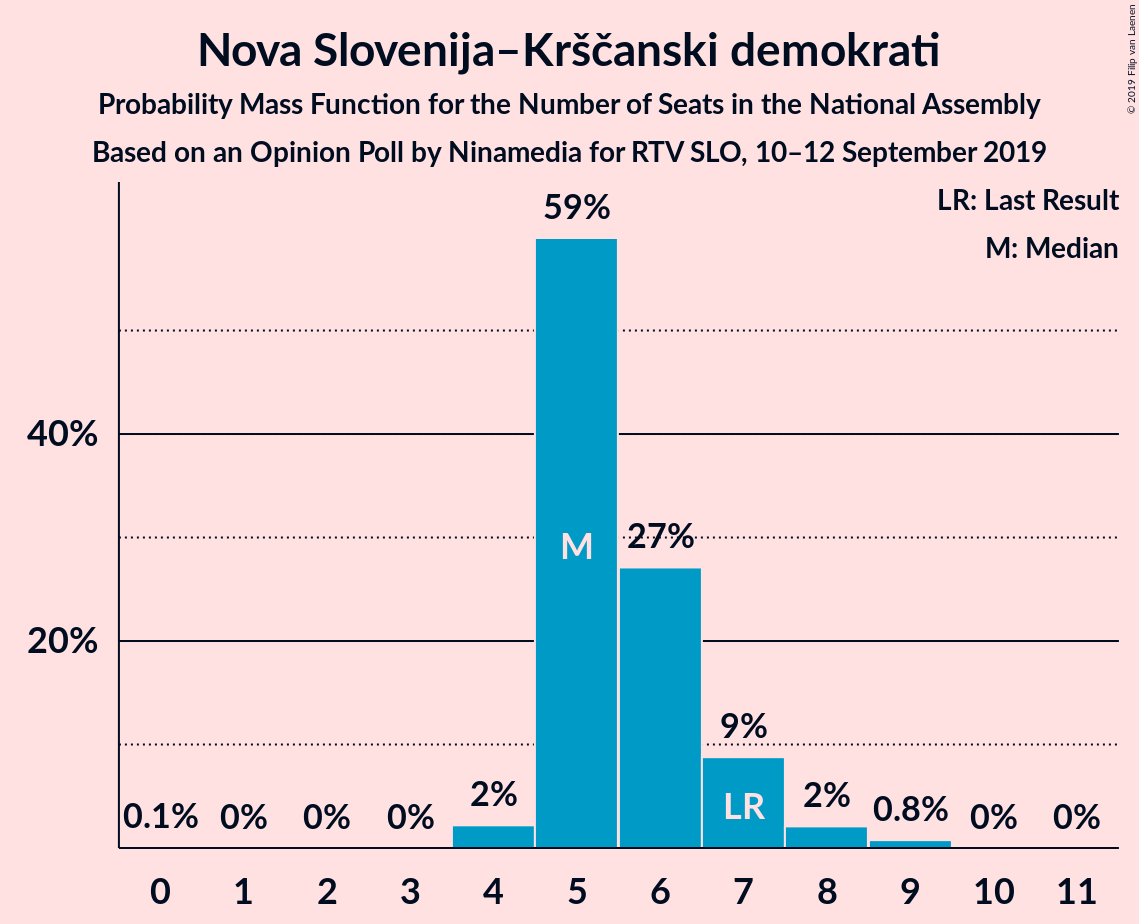 Nova Slovenija–Krščanski demokrati
Probability Mass Function for the Number of Seats in the National Assembly
Based on an Opinion Poll by Ninamedia for RTV SLO, 10–12 September 2019
© 2019 Filip van Laenen
LR: Last Result
M: Median
59%
40%
M
27%
20%
9%
LR
0.1% 0% 0% 0% 2% 2% 0.8% 0% 0%
0 1 2 3 4 5 6 7 8 9 10 11